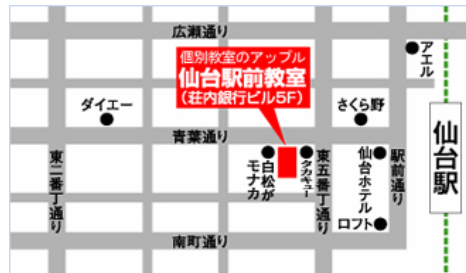 広瀬通り
個別教室のアップル
仙台駅前教室
(荘内銀行ビル5F)
アエル
ダイエー
さくら野
青葉通り
仙台駅
東二番丁通り
白松が
モナカ
タカキュー
東五番丁通り
仙台ホテル
駅前通り
ロフト
南町通り